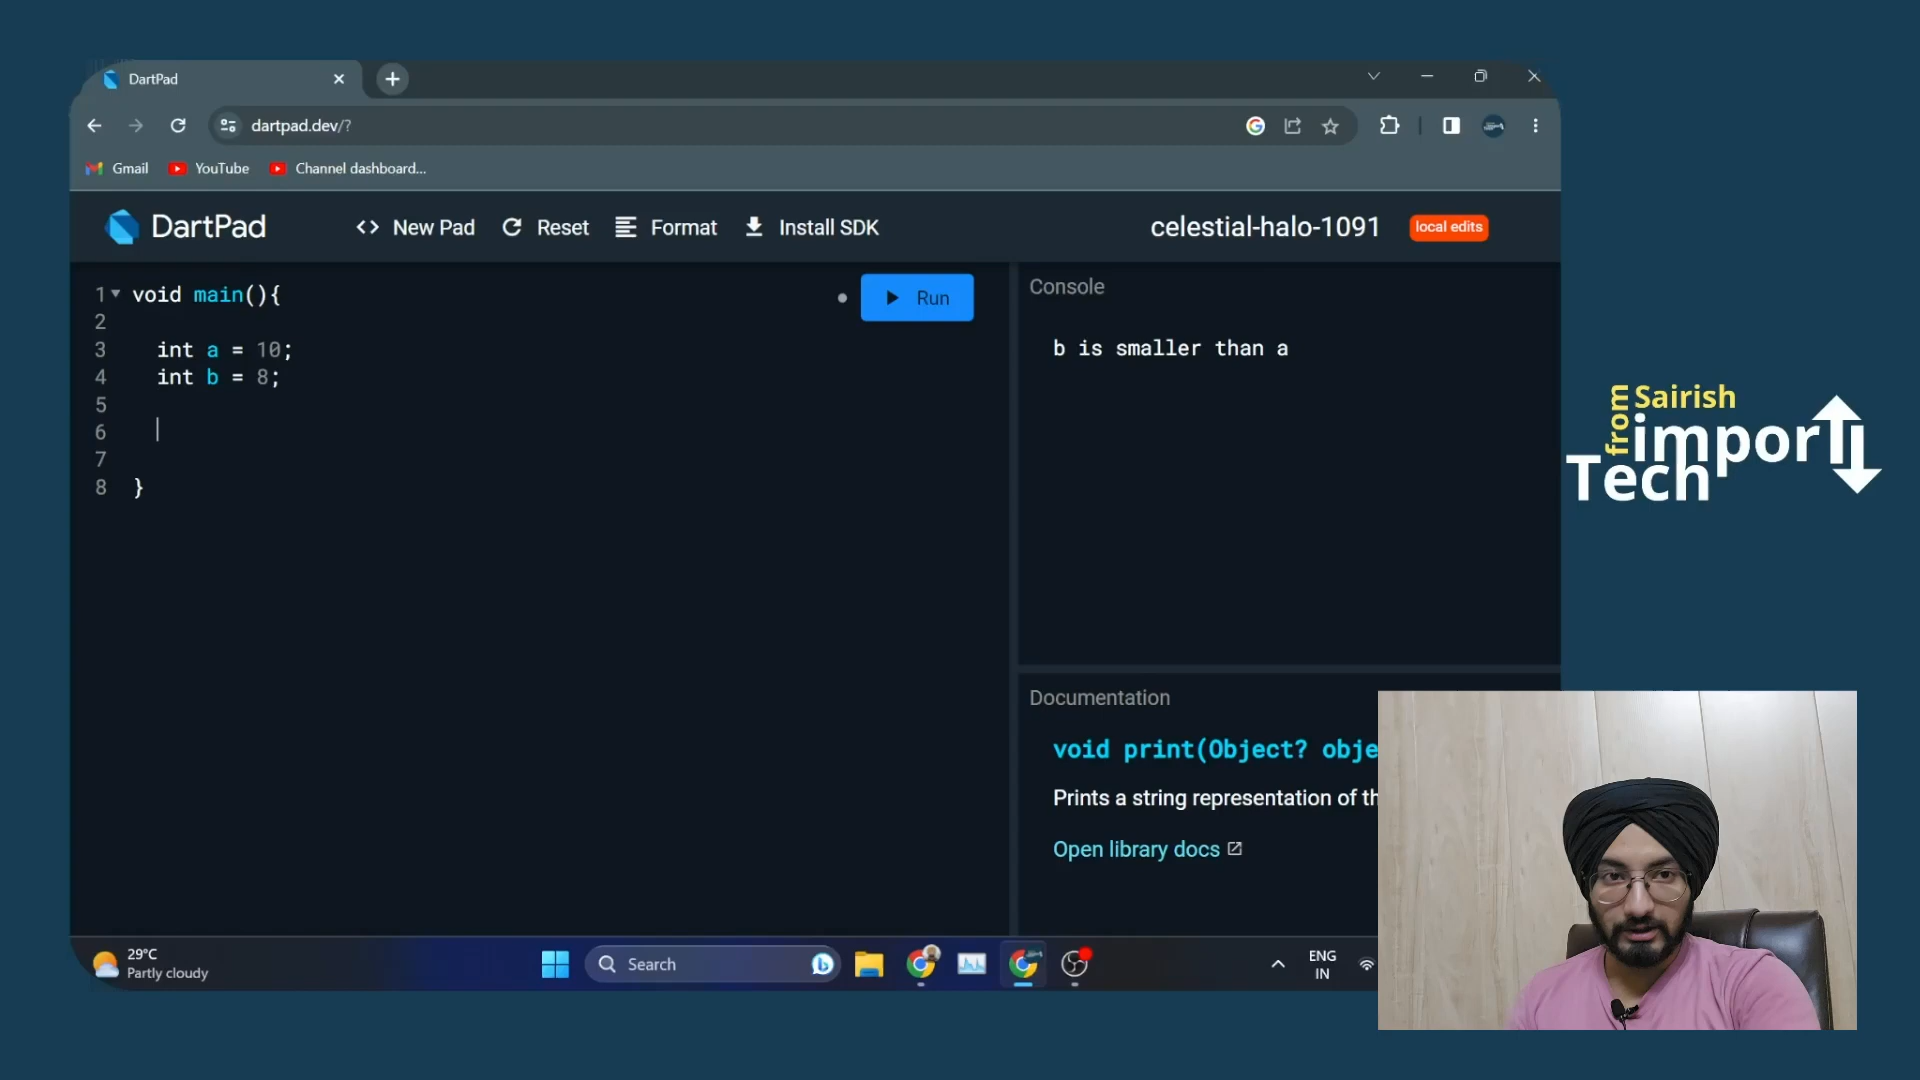 DartPad
dartpad.dev/?
Gmail
YouTube
Channel dashboard...
DartPad
New Pad
Reset
Format
Install SDK
celestial-halo-1091
local edits
1 void main(){
2
3 int a = 10;
4 int b = 8;
5
6
7
8 }
Run
Console
b is smaller than a
Documentation
void print(Object? obje
Prints a string representation of th
Open library docs
from Sairish
import
Tech
29°C
Partly cloudy
Search
ENG
IN